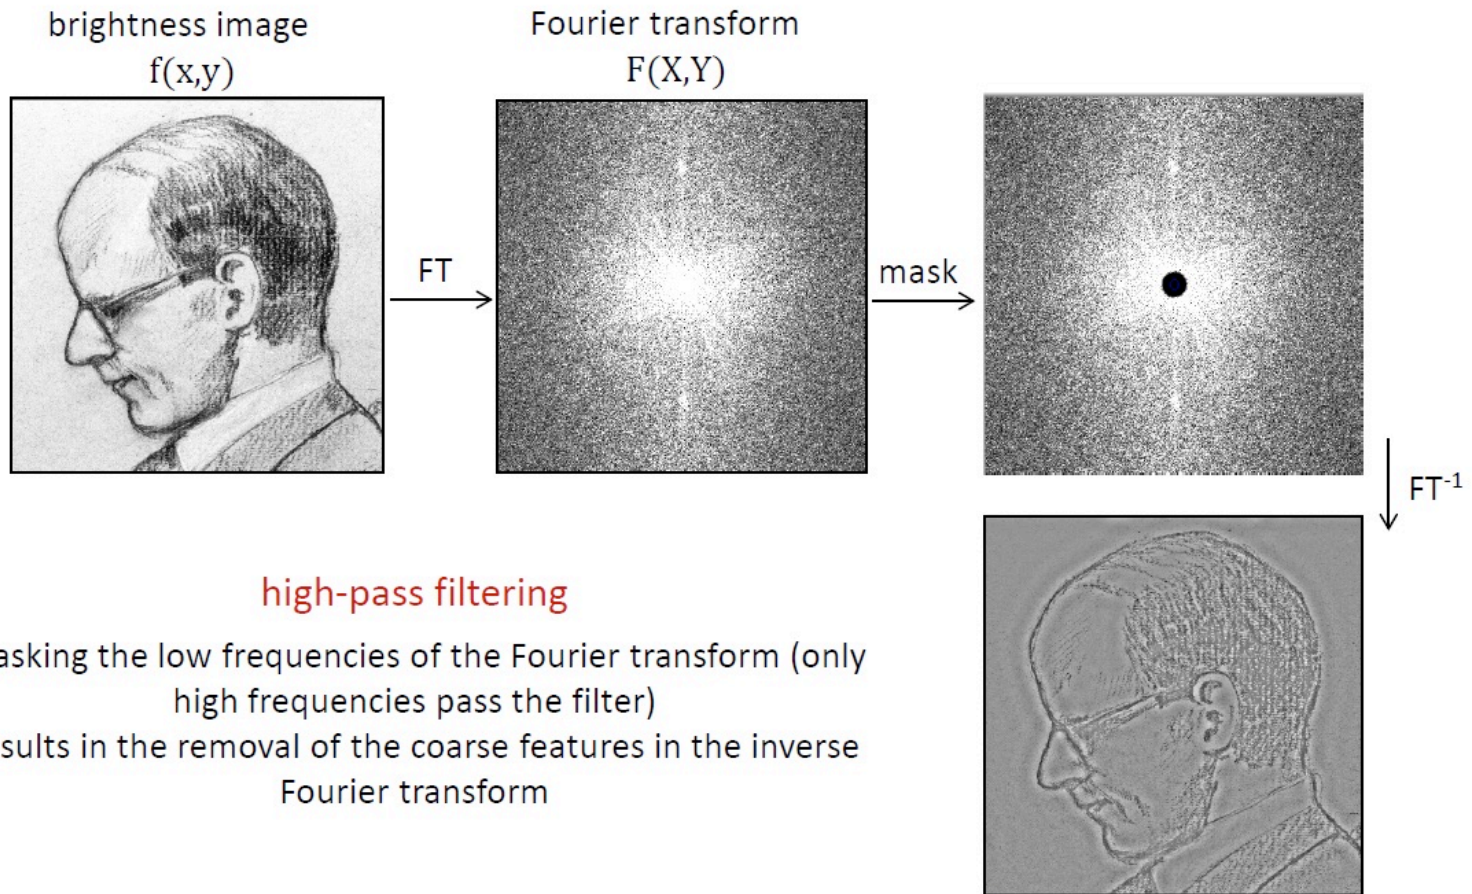 brightness image
f(x,y)
Fourier transform
F(X,Y)
FT
mask
FT-1
high-pass filtering
asking the low frequencies of the Fourier transform (only
high frequencies pass the filter)
sults in the removal of the coarse features in the inverse
Fourier transform